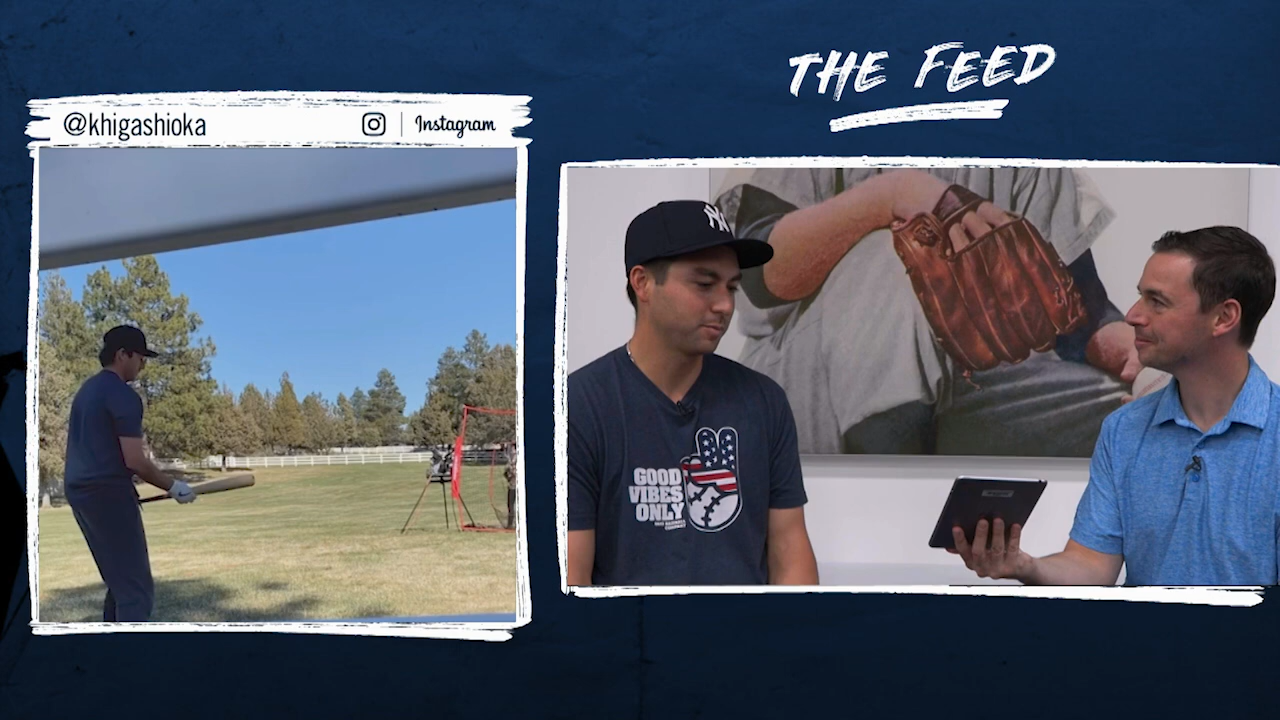 THE FEED
@khigashioka
Instagram
NY
GOOD
VIBES
ONLY